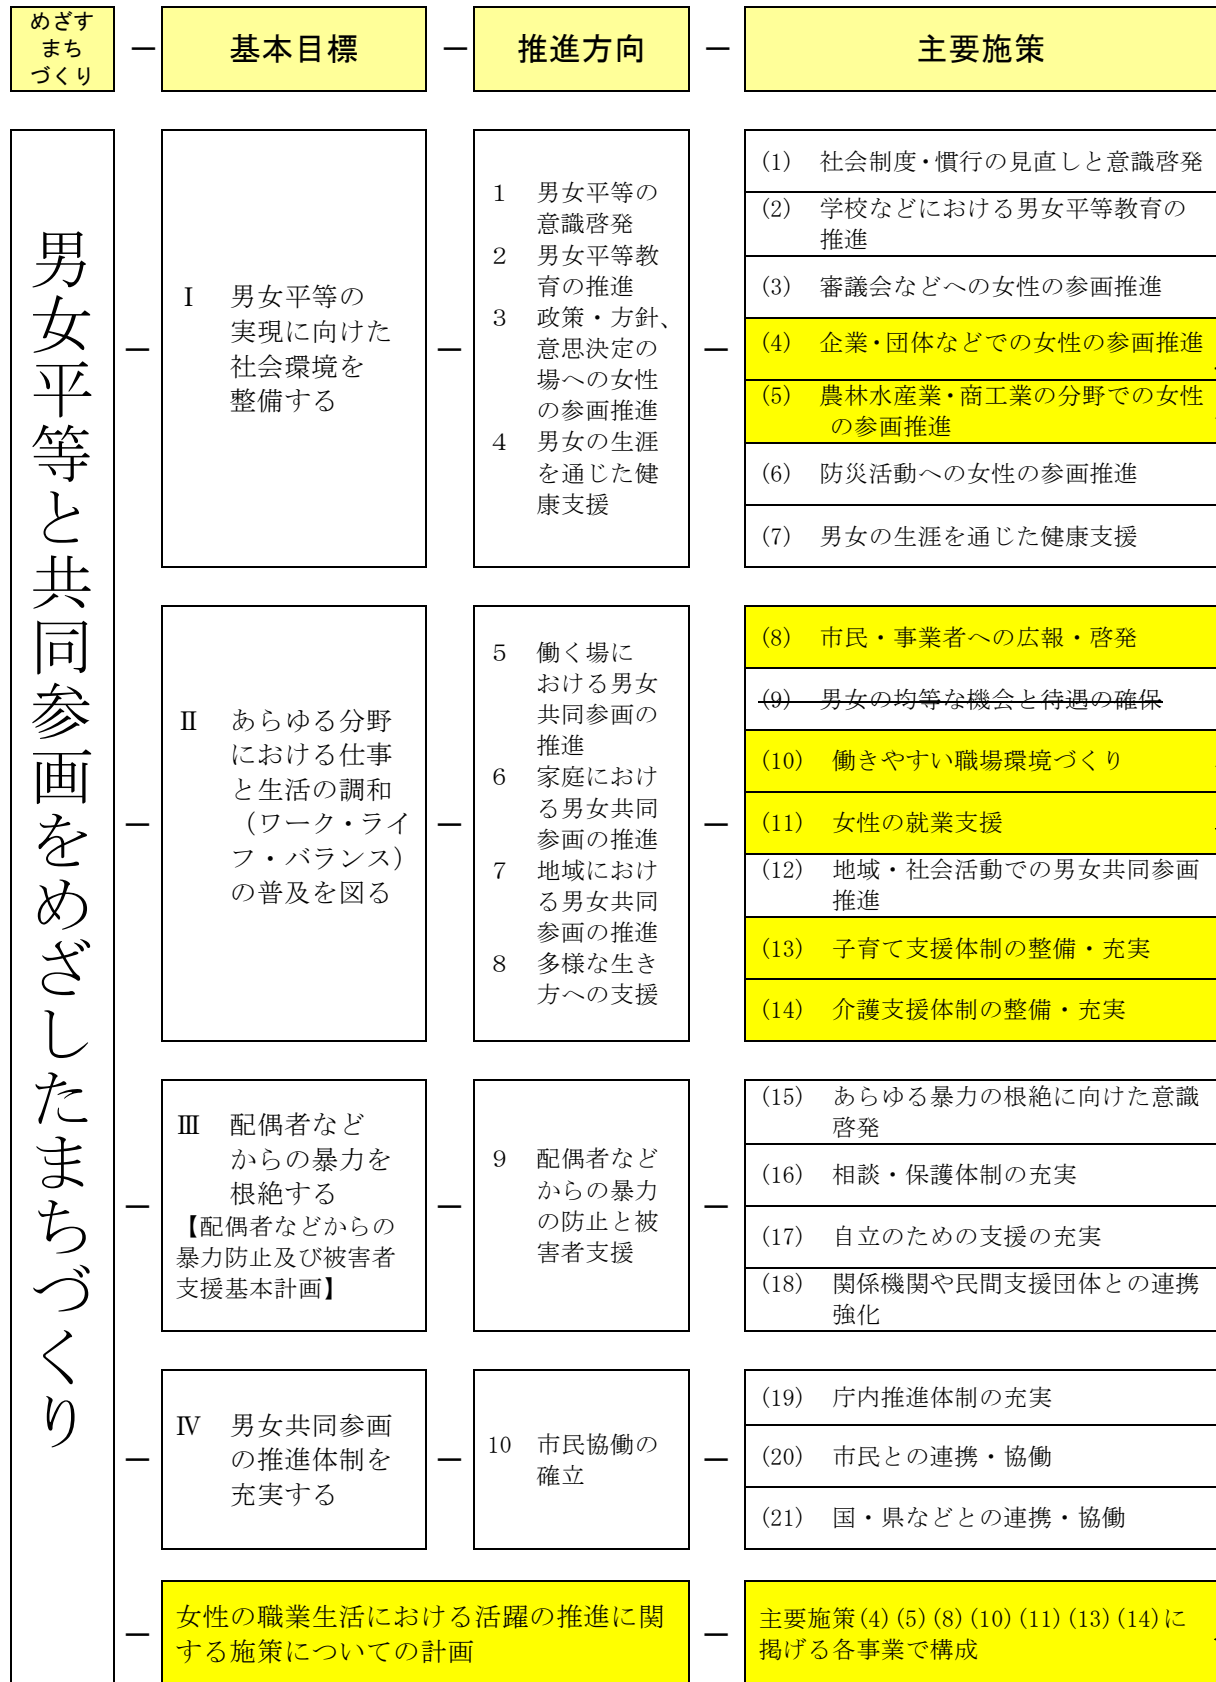 めざす
まち
づくり
基本目標
推進方向
主要施策
男女平等と共同参画をめざしたまちづくり
Ⅰ 男女平等の
実現に向けた
社会環境を
整備する
1 男女平等の
意識啓発
2 男女平等教
育の推進
3 政策・方針、
意思決定の
場への女性
の参画推進
4 男女の生涯
を通じた健
康支援
(1) 社会制度・慣行の見直しと意識啓発
(2) 学校などにおける男女平等教育の
推進
(3) 審議会などへの女性の参画推進
(4) 企業・団体などでの女性の参画推進
(5) 農林水産業・商工業の分野での女性
の参画推進
(6) 防災活動への女性の参画推進
(7) 男女の生涯を通じた健康支援
Ⅱ あらゆる分野
における仕事
と生活の調和
（ワーク・ライ
フ・バランス）
の普及を図る
5 働く場に
おける男女
共同参画の
推進
6 家庭におけ
る男女共同
参画の推進
7 地域におけ
る男女共同
参画の推進
8 多様な生き
方への支援
(8) 市民・事業者への広報・啓発
(9) 男女の均等な機会と待遇の確保
(10) 働きやすい職場環境づくり
(11) 女性の就業支援
(12) 地域・社会活動での男女共同参画
推進
(13) 子育て支援体制の整備・充実
(14) 介護支援体制の整備・充実
Ⅲ 配偶者など
からの暴力を
根絶する
【配偶者などからの
暴力防止及び被害者
支援基本計画】
9 配偶者など
からの暴力
の防止と被
害者支援
(15) あらゆる暴力の根絶に向けた意識
啓発
(16) 相談・保護体制の充実
(17) 自立のための支援の充実
(18) 関係機関や民間支援団体との連携
強化
Ⅳ 男女共同参画
の推進体制を
充実する
10 市民協働の
確立
(19) 庁内推進体制の充実
(20) 市民との連携・協働
(21) 国・県などとの連携・協働
女性の職業生活における活躍の推進に関
する施策についての計画
主要施策(4)(5)(8)(10)(11)(13)(14)に
掲げる各事業で構成